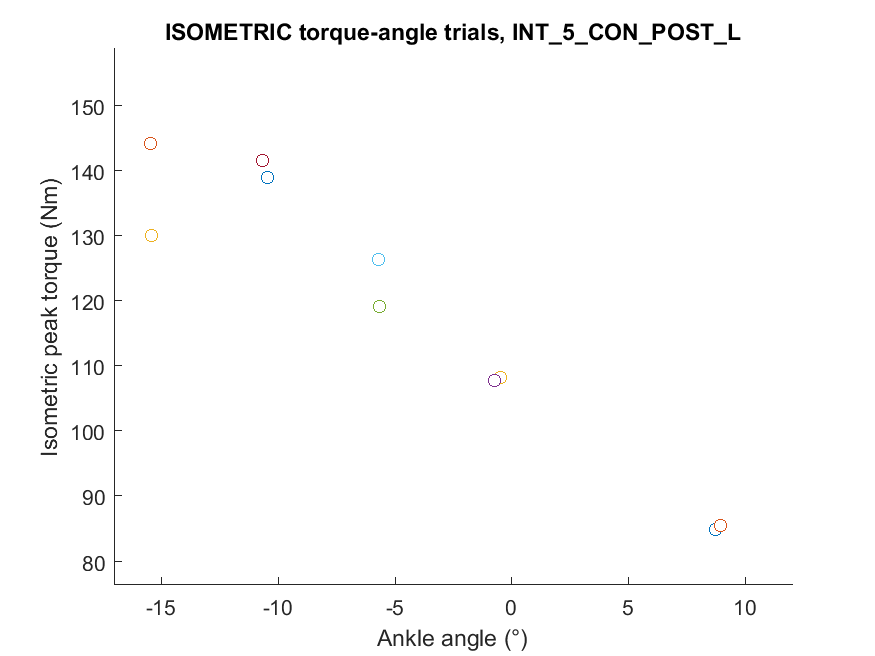 ISOMETRIC torque-angle trials, INT_5_CON_POST_L
Isometric peak torque (Nm)
150
140
130
120
110
100
90
80
-15 -10 -5 0 5 10
Ankle angle (°)